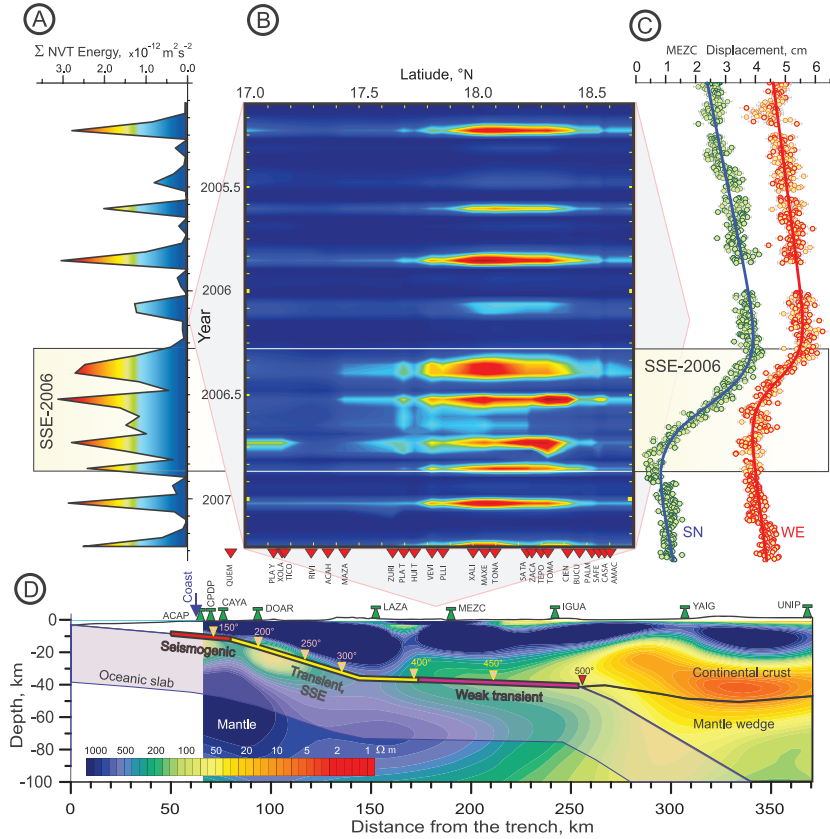 A
B
C
Σ NVT Energy, x10-12 m2s-2
3.0 2.0 1.0 0.0
Latiude, °N
17.0 17.5 18.0 18.5
MEZC Displacement, cm
0 1 2 3 4 5 6
2005.5
2006
Year
2006.5
2007
SSE-2006
SSE-2006
SN
WE
QUEM
PLAY
XOLA
TICO
RIVI
ACAH
MAZA
ZURI
PLAT
HUIT
VEVI
PLLI
XALI
MAXE
TONA
SATA
ZACA
TEPO
TOMA
CIEN
BUCU
PALM
SAFE
CASA
AMAC
D
Coast
ACAP
CPDP
CAYA
DOAR
LAZA
MEZC
IGUA
YAIG
UNIP
Depth, km
0
-20
-40
-60
-80
-100
150°
200°
250°
300°
400°
450°
500°
Seismogenic
Transient, SSE
Weak transient
Oceanic slab
Mantle
Continental crust
Mantle wedge
1000 500 200 100 50 20 10 5 2 1 Ω m
0 50 100 150 200 250 300 350
Distance from the trench, km